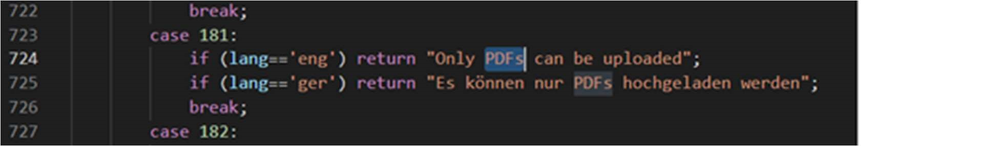 722 break;
723 case 181:
724 if (lang=='eng') return "Only PDFs can be uploaded";
725 if (lang=='ger') return "Es können nur PDFs hochgeladen werden";
726 break;
727 case 182: